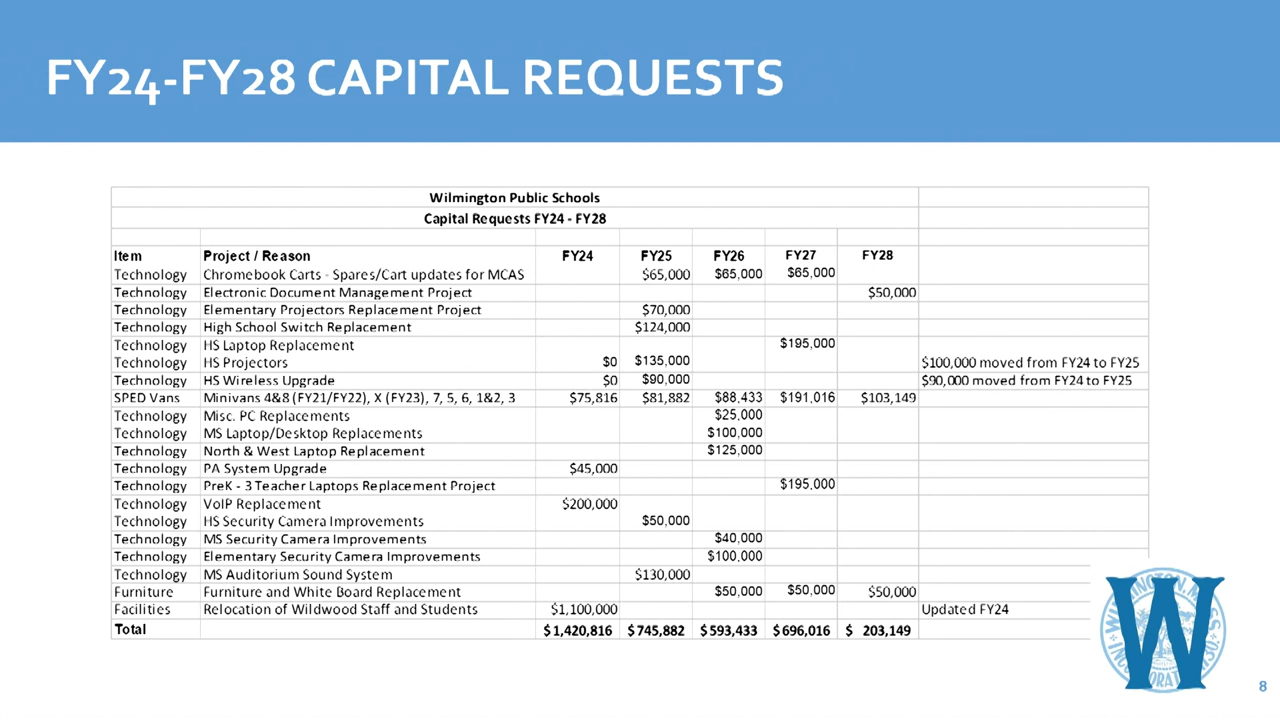 FY24-FY28 CAPITAL REQUESTS
Wilmington Public Schools
Capital Requests FY24 - FY28
Item Project / Reason FY24 FY25 FY26 FY27 FY28
Technology Chromebook Carts - Spares/Cart updates for MCAS $65,000 $65,000 $65,000
Technology Electronic Document Management Project $50,000
Technology Elementary Projectors Replacement Project $70,000
Technology High School Switch Replacement $124,000
Technology HS Laptop Replacement $195,000
Technology HS Projectors $0 $135,000 $100,000 moved from FY24 to FY25
Technology HS Wireless Upgrade $0 $90,000 $90,000 moved from FY24 to FY25
SPED Vans Minivans 4&8 (FY21/FY22), X (FY23), 7, 5, 6, 1&2, 3 $75,816 $81,882 $88,433 $191,016 $103,149
Technology Misc. PC Replacements $25,000
Technology MS Laptop/Desktop Replacements $100,000
Technology North & West Laptop Replacement $125,000
Technology PA System Upgrade $45,000
Technology PreK - 3 Teacher Laptops Replacement Project $195,000
Technology VoIP Replacement $200,000
Technology HS Security Camera Improvements $50,000
Technology MS Security Camera Improvements $40,000
Technology Elementary Security Camera Improvements $100,000
Technology MS Auditorium Sound System $130,000
Furniture Furniture and White Board Replacement $50,000 $50,000 $50,000
Facilities Relocation of Wildwood Staff and Students $1,100,000 Updated FY24
Total $1,420,816 $745,882 $593,433 $696,016 $ 203,149
W
8